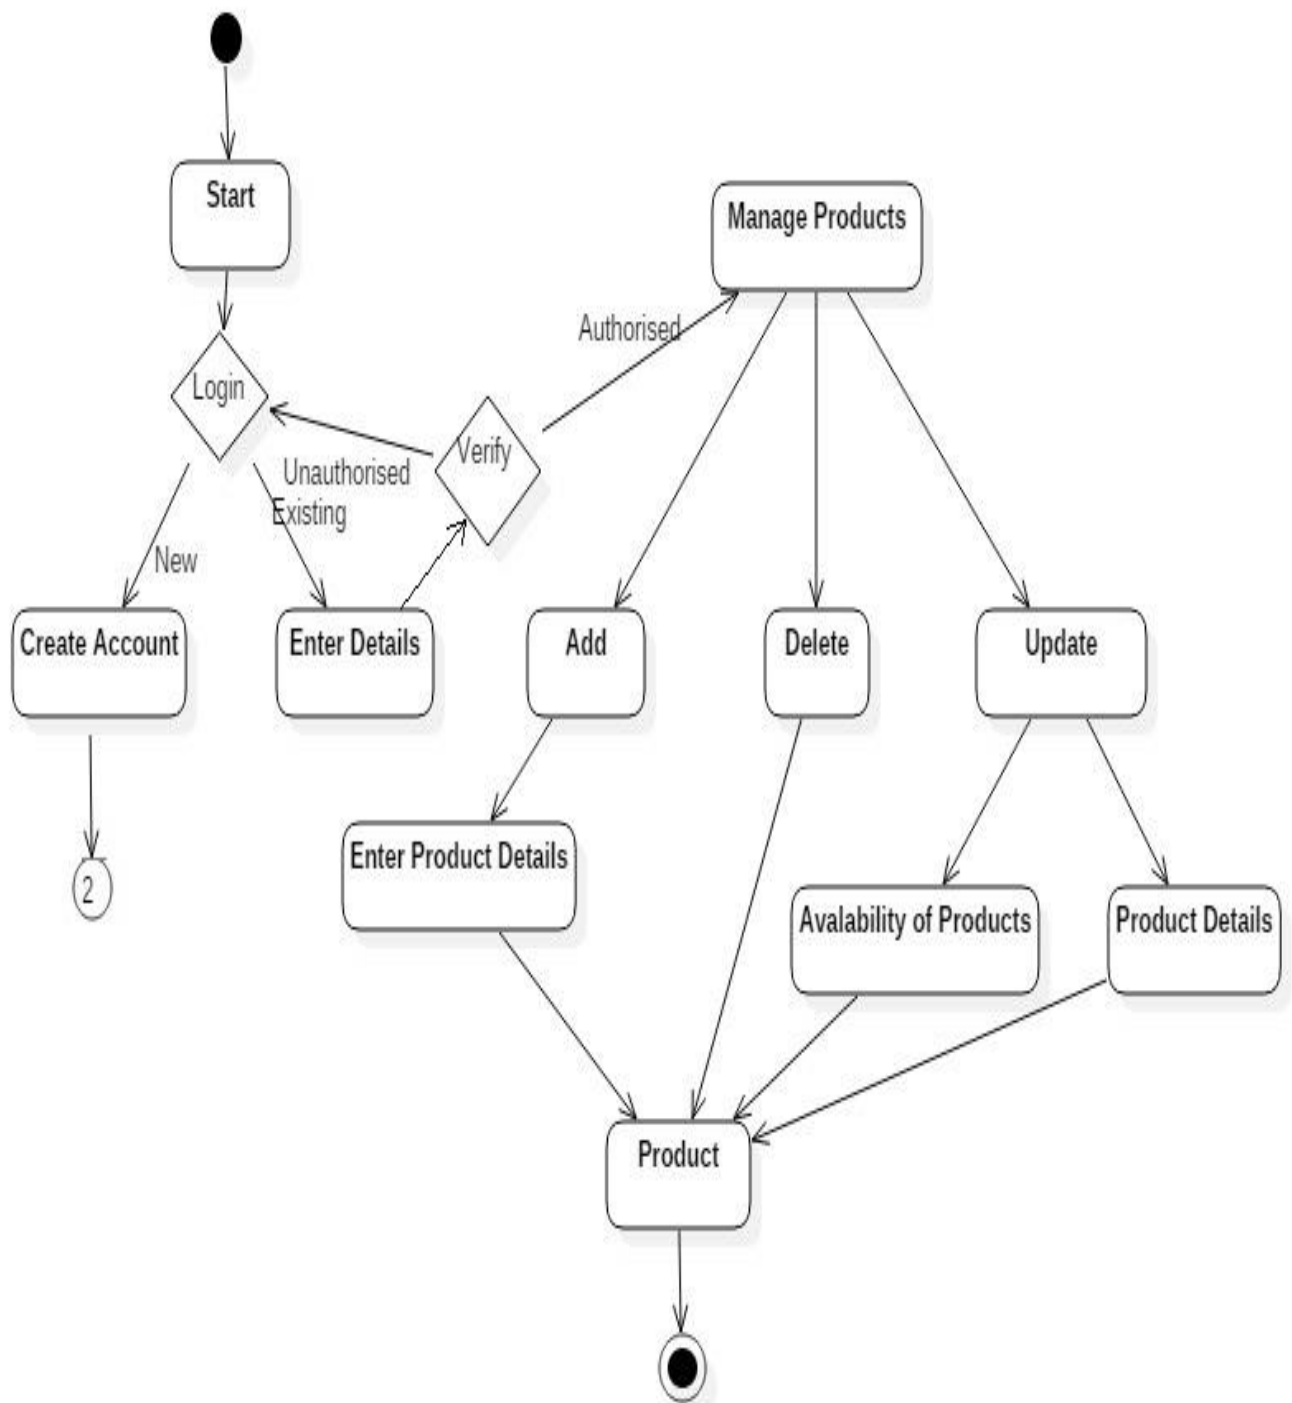 Start
Manage Products
Authorised
Login
Verify
Unauthorised
Existing
New
Create Account
Enter Details
Add
Delete
Update
Enter Product Details
2
Avalability of Products
Product Details
Product